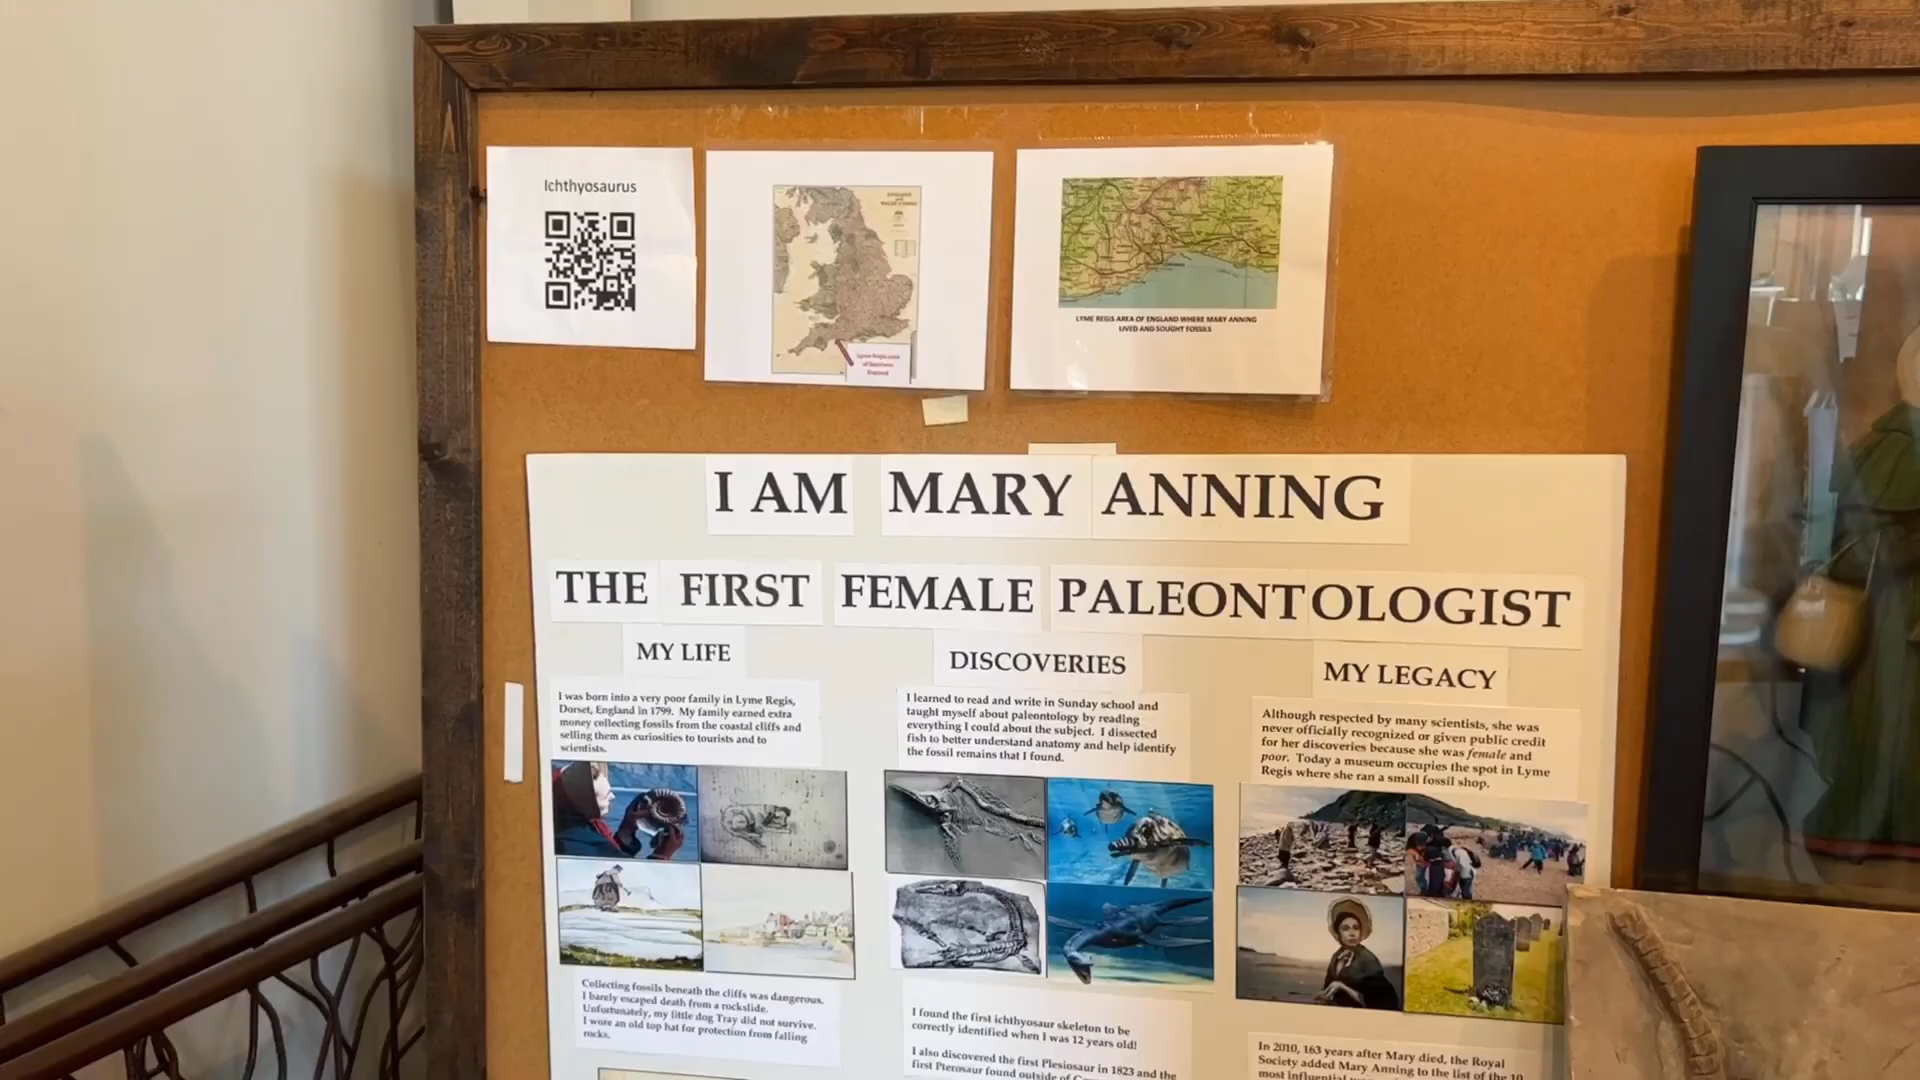 Ichthyosaurus
Lyme Regis area
of Southern
England
LYME REGIS AREA OF ENGLAND WHERE MARY ANNING
LIVED AND SOUGHT FOSSILS
I AM MARY ANNING
THE FIRST FEMALE PALEONTOLOGIST
MY LIFE
I was born into a very poor family in Lyme Regis,
Dorset, England in 1799. My family earned extra
money collecting fossils from the coastal cliffs and
selling them as curiosities to tourists and to
scientists.
Collecting fossils beneath the cliffs was dangerous.
I barely escaped death from a rockslide.
Unfortunately, my little dog Tray did not survive.
I wore an old top hat for protection from falling
rocks.
DISCOVERIES
I learned to read and write in Sunday school and
taught myself about paleontology by reading
everything I could about the subject. I dissected
fish to better understand anatomy and help identify
the fossil remains that I found.
I found the first ichthyosaur skeleton to be
correctly identified when I was 12 years old!
I also discovered the first Plesiosaur in 1823 and the
first Pterosaur found outside of
MY LEGACY
Although respected by many scientists, she was
never officially recognized or given public credit
for her discoveries because she was female and
poor. Today a museum occupies the spot in Lyme
Regis where she ran a small fossil shop.
In 2010, 163 years after Mary died, the Royal
Society added Mary Anning to the list of the 10
most influential